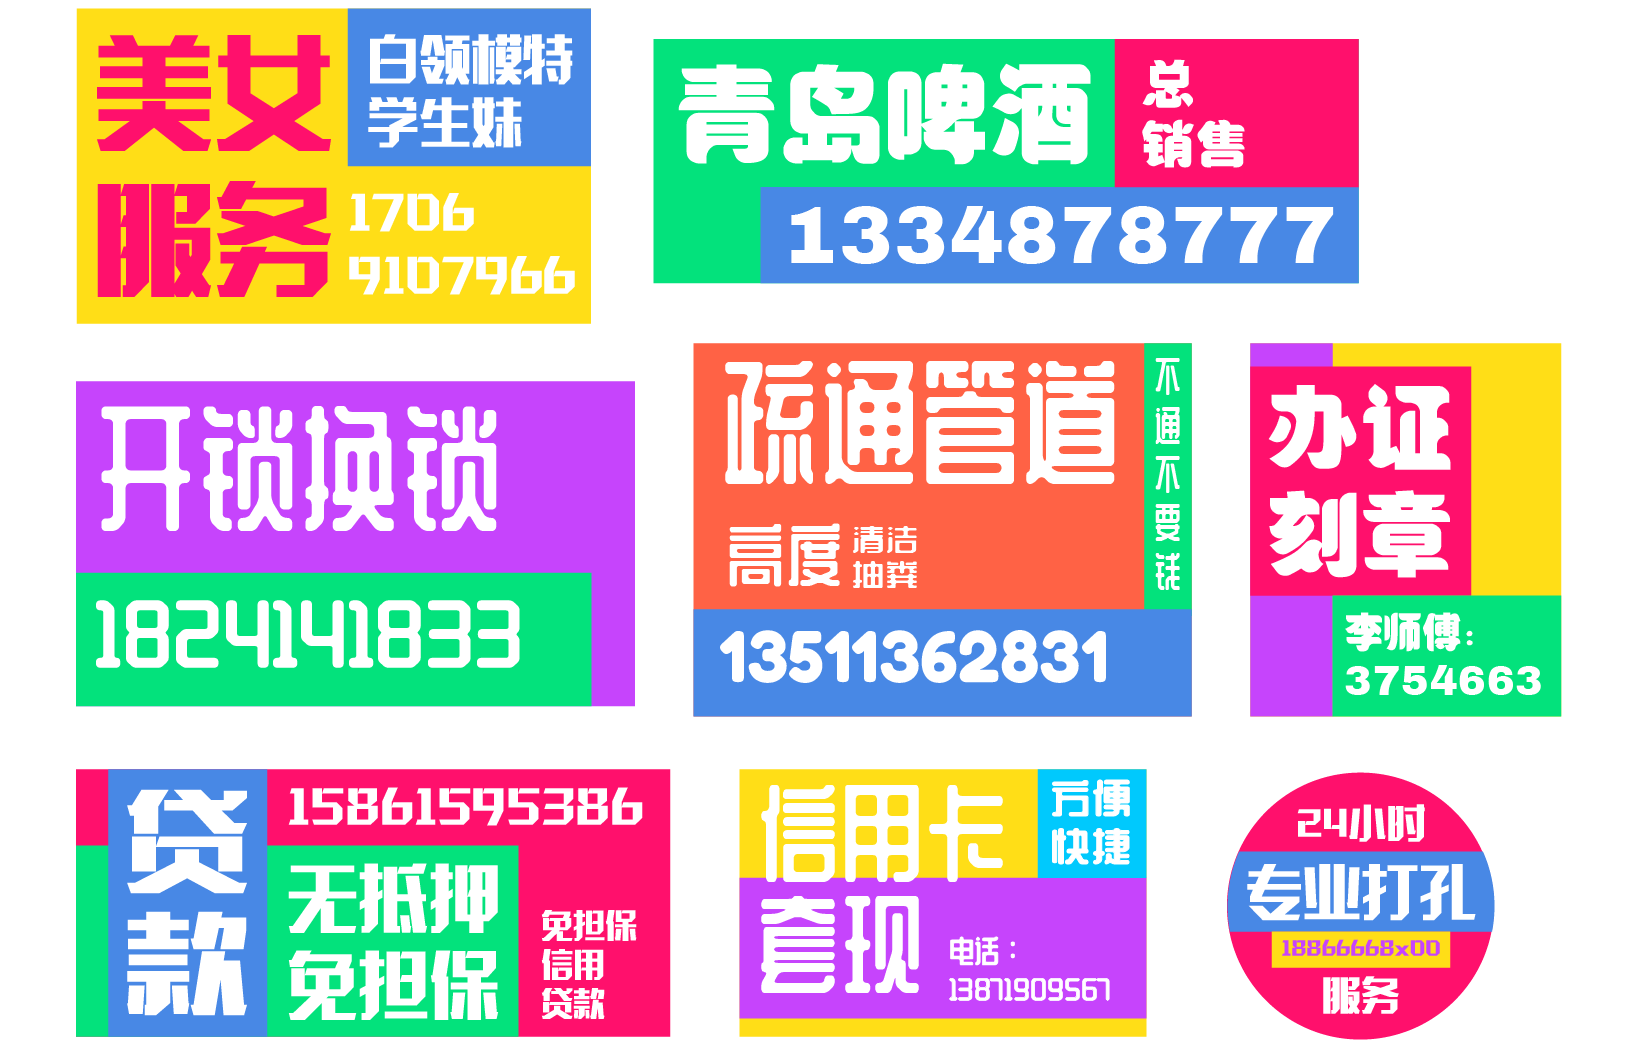 美女
服务
白领模特
学生妹
1706
9107966
青岛啤酒
总
销售
1334878777
开锁换锁
18241141833
疏通管道
高度
清洁
抽粪
不通不要钱
13511362831
办证
刻章
李师傅:
3754663
贷款
15861595386
无抵押
免担保
免担保
信用
贷款
信用卡
套现
方便
快捷
电话：
13871909567
24小时
专业打孔
18866668x00
服务